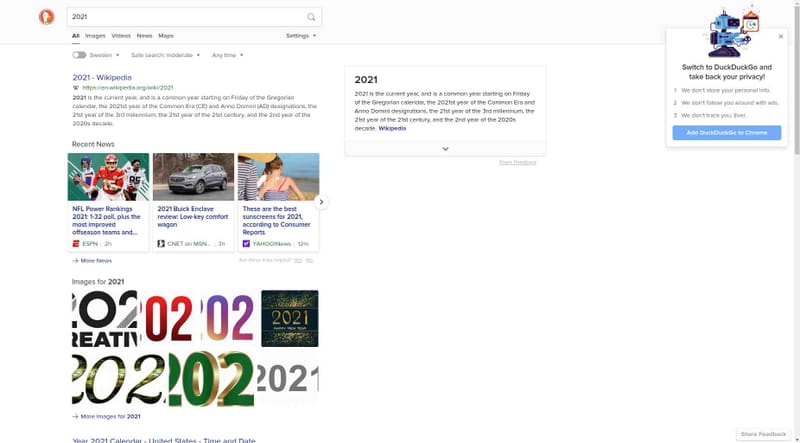 2021
All Images Videos News Maps
Settings
Sweden Safe search: moderate Any time
2021 - Wikipedia
https://en.wikipedia.org/wiki/2021
2021 is the current year, and is a common year starting on Friday of the Gregorian
calendar, the 2021st year of the Common Era (CE) and Anno Domini (AD) designations, the
21st year of the 3rd millennium, the 21st year of the 21st century, and the 2nd year of the
2020s decade.
Recent News
NFL Power Rankings
2021: 1-32 poll, plus the
most improved
offseason teams and...
ESPN 2h
2021 Buick Enclave
review: Low-key comfort
wagon
CNET on MSN... 3h
These are the best
sunscreens for 2021,
according to Consumer
Reports
YAHOO!News 12m
More News
Are these links helpful? Yes No
Images for 2021
202
CREATIV
02
02
2021
HAPPY NEW YEAR
202
202
2021
More Images for 2021
Year 2021 Calendar - United States - Time and Date
2021
2021 is the current year, and is a common year starting on Friday
of the Gregorian calendar, the 2021st year of the Common Era and
Anno Domini designations, the 21st year of the 3rd millennium, the
21st year of the 21st century, and the 2nd year of the 2020s
decade. Wikipedia
Share Feedback
Switch to DuckDuckGo and
take back your privacy!
1 We don't store your personal info.
2 We don't follow you around with ads.
3 We don't track you. Ever.
Add DuckDuckGo to Chrome
Share Feedback